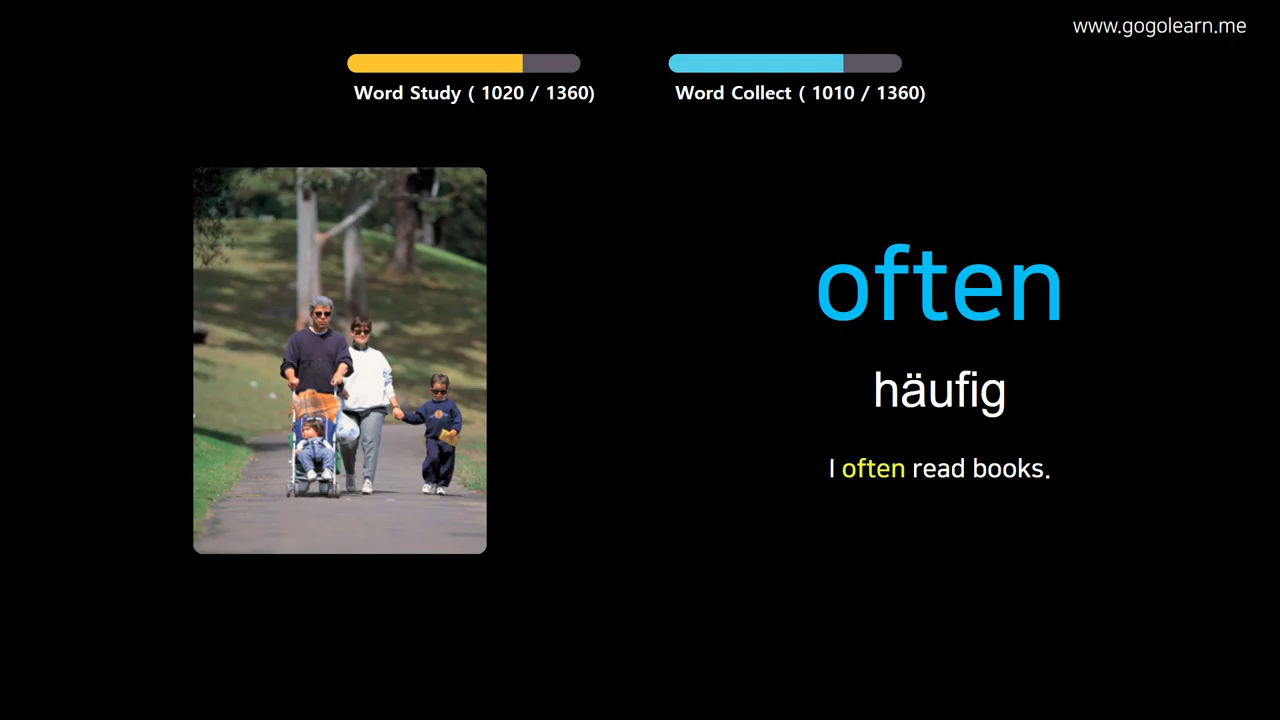 www.gogolearn.me
Word Study ( 1020 / 1360)
Word Collect ( 1010 / 1360)
often
häufig
I often read books.